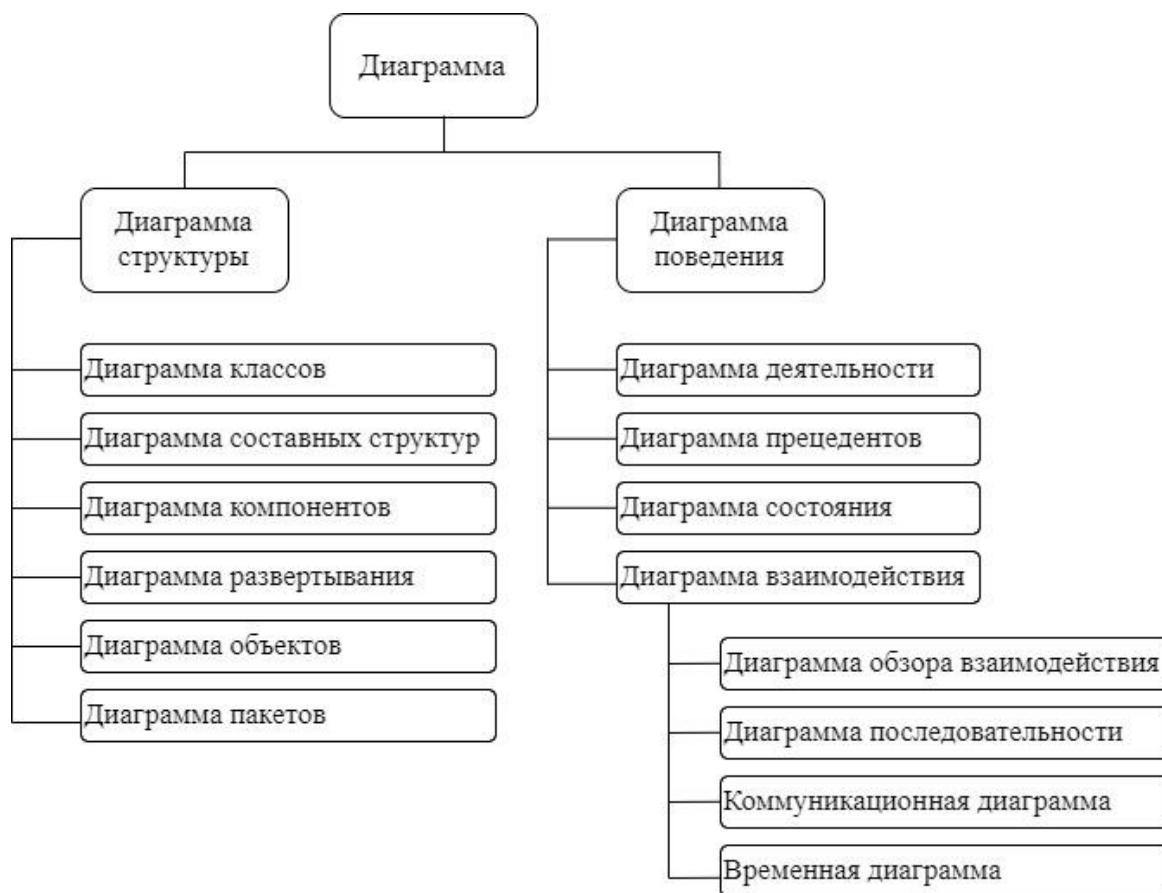 Диаграмма
Диаграмма
структуры
Диаграмма
поведения
Диаграмма классов
Диаграмма составных структур
Диаграмма компонентов
Диаграмма развертывания
Диаграмма объектов
Диаграмма пакетов
Диаграмма деятельности
Диаграмма прецедентов
Диаграмма состояния
Диаграмма взаимодействия
Диаграмма обзора взаимодействия
Диаграмма последовательности
Коммуникационная диаграмма
Временная диаграмма